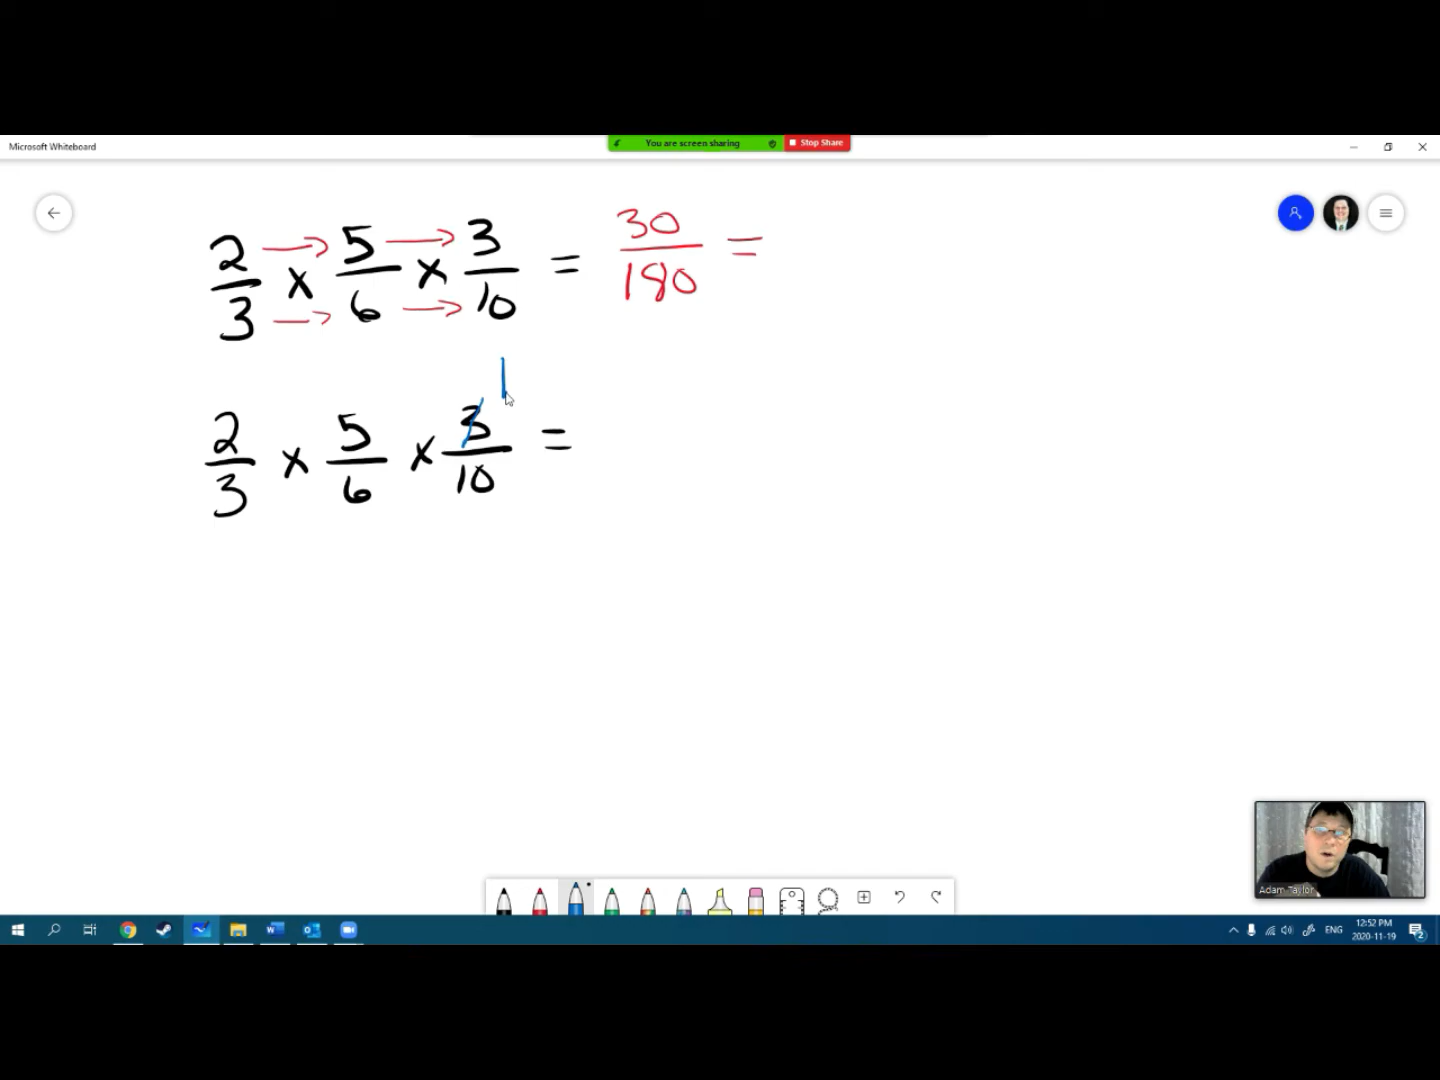 You are screen sharing Stop Share
Microsoft Whiteboard
2/3 × 5/6 × 3/10 = 30/180 =
1
2/3 × 5/6 × 3/10 =
Adam Taylor
ENG 12:52 PM
2020-11-19
2